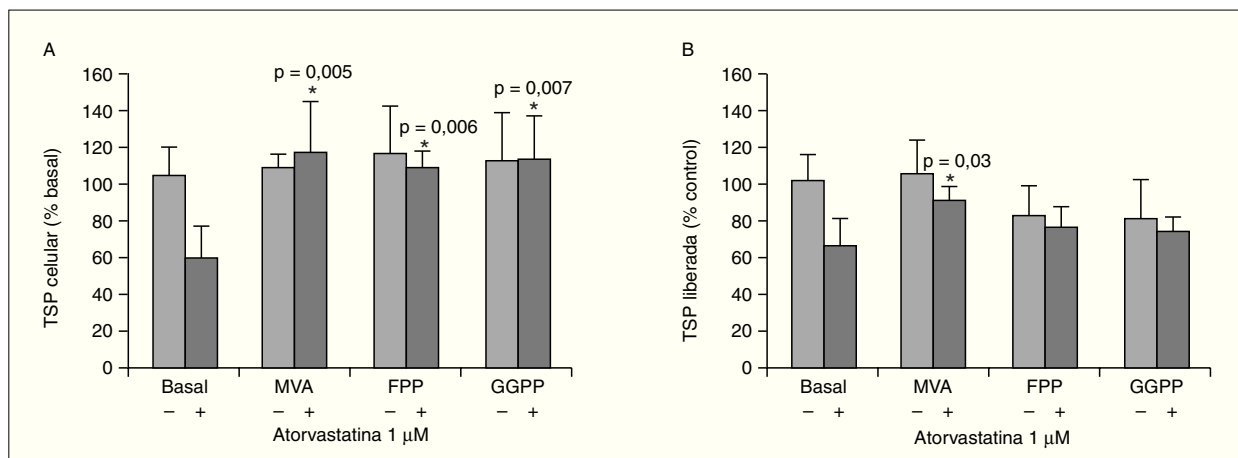 A
TSP celular (% basal)
160
140
120
100
80
60
40
20
0
p = 0,005
*
p = 0,006
*
p = 0,007
*
Basal MVA FPP GGPP
– + – + – + – +
Atorvastatina 1 μM
B
TSP liberada (% control)
160
140
120
100
80
60
40
20
0
p = 0,03
*
Basal MVA FPP GGPP
– + – + – + – +
Atorvastatina 1 μM